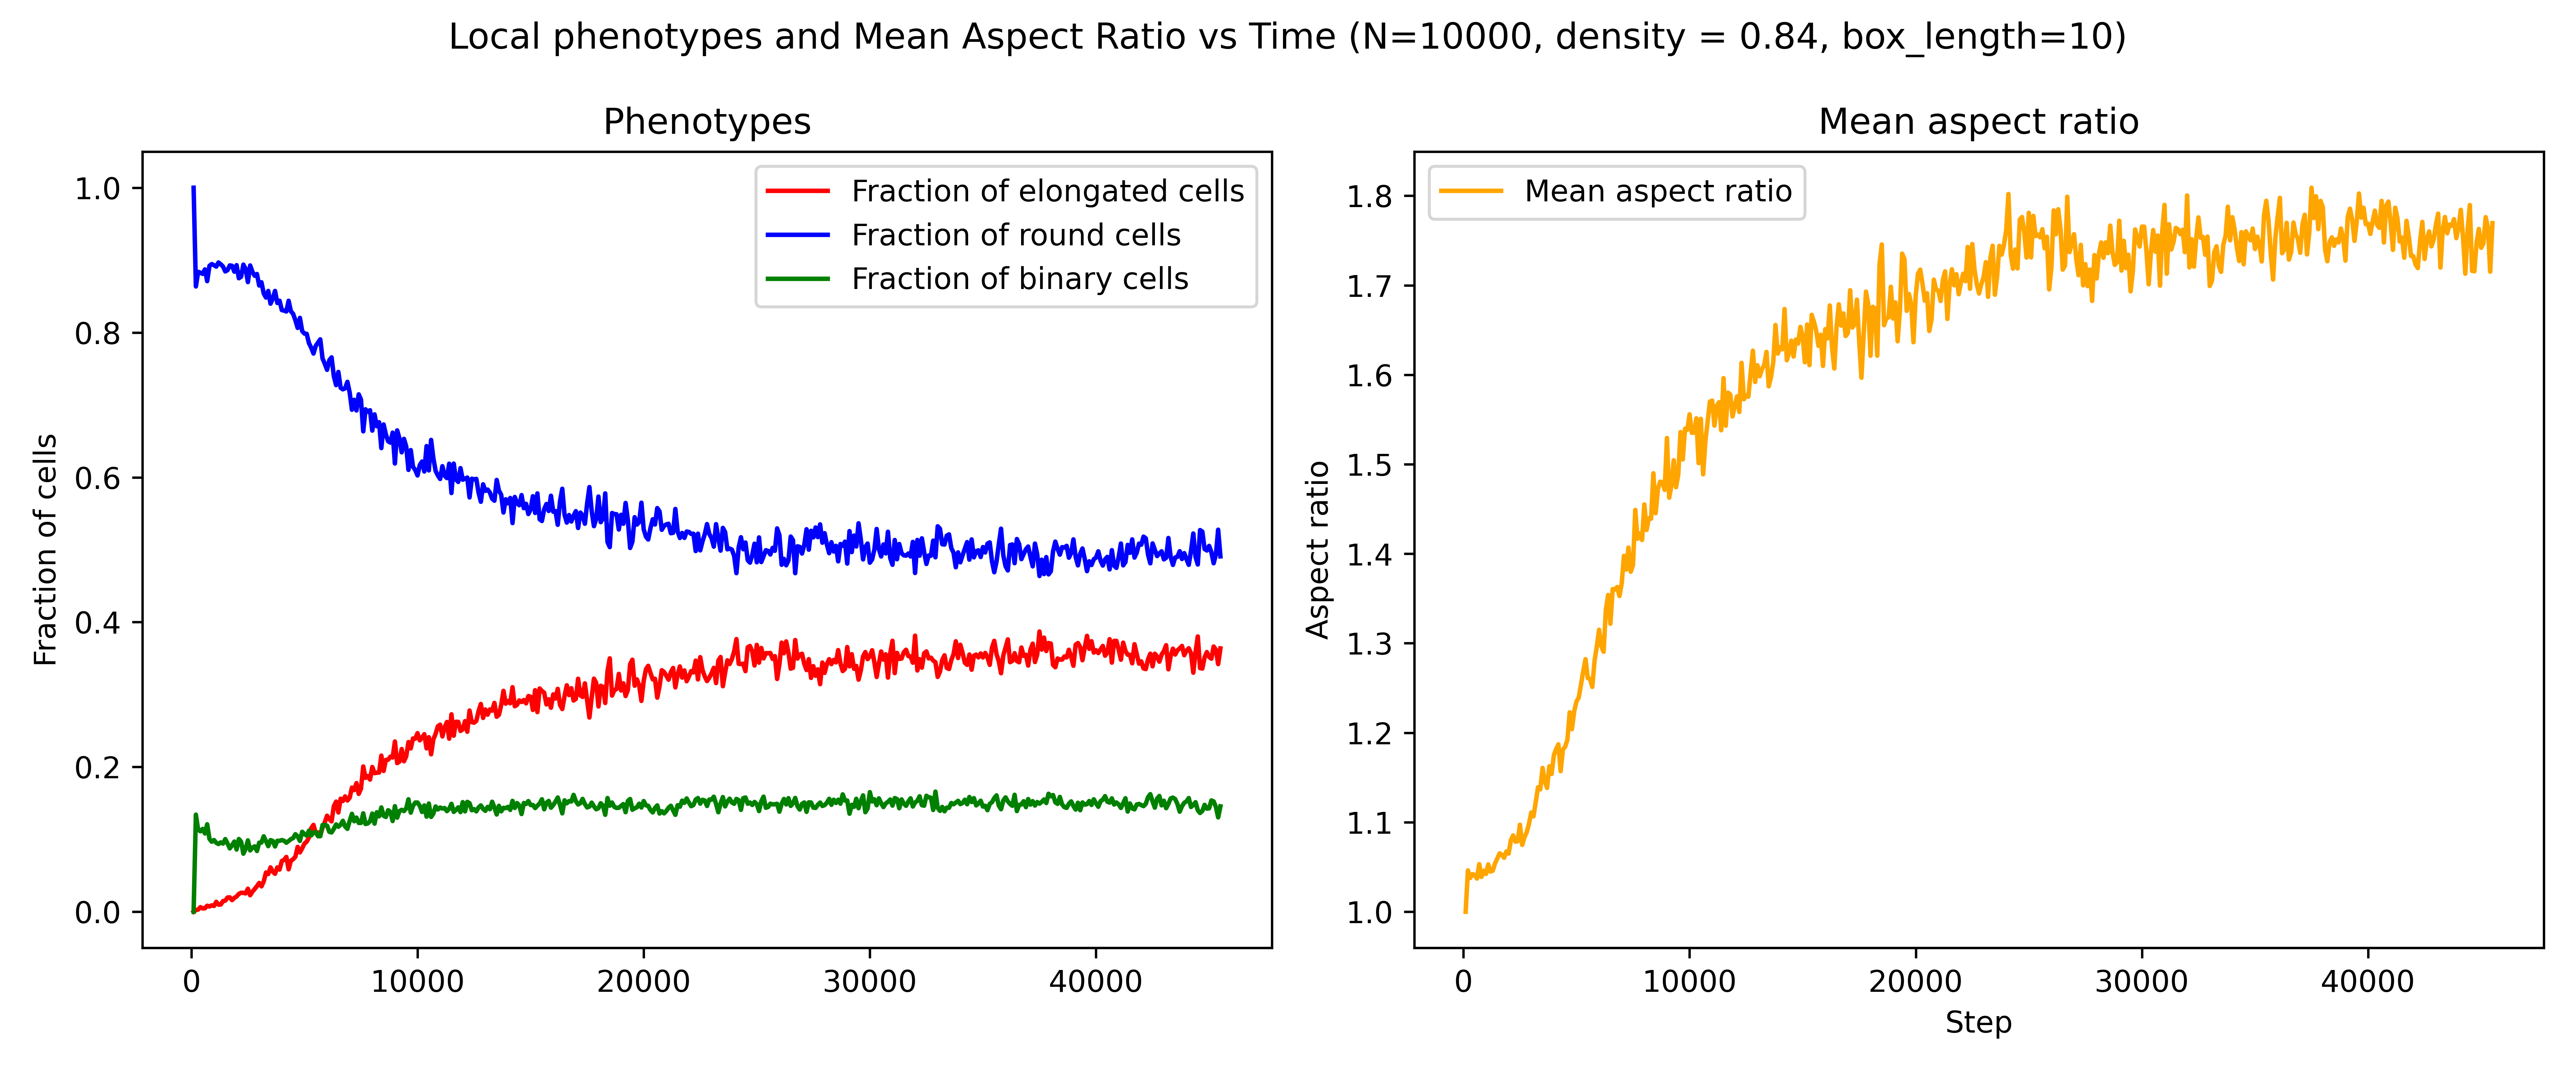 Local phenotypes and Mean Aspect Ratio vs Time (N=10000, density = 0.84, box_length=10)
Phenotypes
Fraction of cells
1.0
0.8
0.6
0.4
0.2
0.0
Fraction of elongated cells
Fraction of round cells
Fraction of binary cells
0 10000 20000 30000 40000
Mean aspect ratio
Aspect ratio
1.8
1.7
1.6
1.5
1.4
1.3
1.2
1.1
1.0
Mean aspect ratio
0 10000 20000 30000 40000
Step